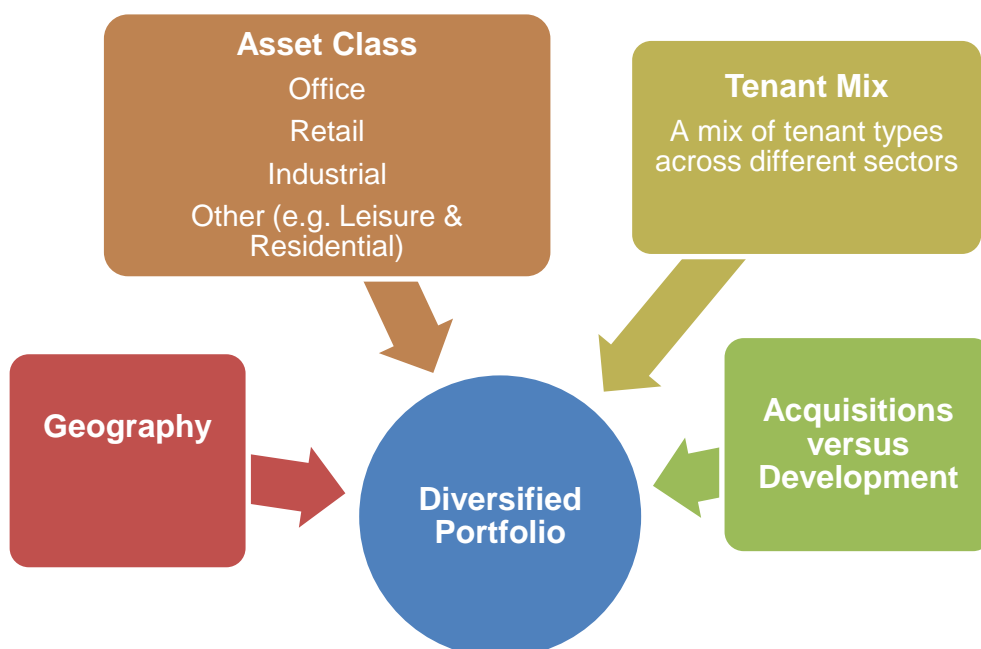 Asset Class
Office
Retail
Industrial
Other (e.g. Leisure &
Residential)
Tenant Mix
A mix of tenant types
across different sectors
Geography
Acquisitions
versus
Development
Diversified
Portfolio